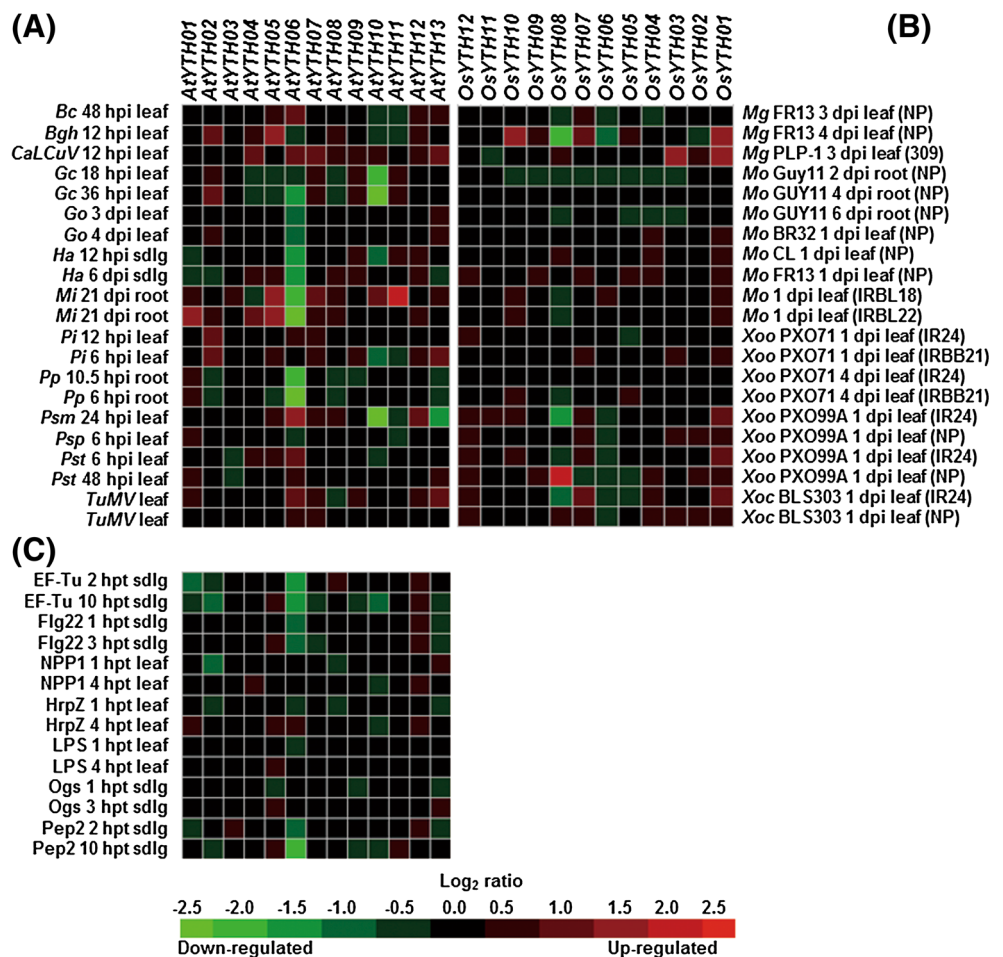 (A)
(B)
AtYTH01
AtYTH02
AtYTH03
AtYTH04
AtYTH05
AtYTH06
AtYTH07
AtYTH08
AtYTH09
AtYTH10
AtYTH11
AtYTH12
AtYTH13
OsYTH12
OsYTH11
OsYTH10
OsYTH09
OsYTH08
OsYTH07
OsYTH06
OsYTH05
OsYTH04
OsYTH03
OsYTH02
OsYTH01
Bc 48 hpi leaf
Bgh 12 hpi leaf
CaLCuV 12 hpi leaf
Gc 18 hpi leaf
Gc 36 hpi leaf
Go 3 dpi leaf
Go 4 dpi leaf
Ha 12 hpi sdlg
Ha 6 dpi sdlg
Mi 21 dpi root
Mi 21 dpi root
Pi 12 hpi leaf
Pi 6 hpi leaf
Pp 10.5 hpi root
Pp 6 hpi root
Psm 24 hpi leaf
Psp 6 hpi leaf
Pst 6 hpi leaf
Pst 48 hpi leaf
TuMV leaf
TuMV leaf
Mg FR13 3 dpi leaf (NP)
Mg FR13 4 dpi leaf (NP)
Mg PLP-1 3 dpi leaf (309)
Mo Guy11 2 dpi root (NP)
Mo GUY11 4 dpi root (NP)
Mo GUY11 6 dpi root (NP)
Mo BR32 1 dpi leaf (NP)
Mo CL 1 dpi leaf (NP)
Mo FR13 1 dpi leaf (NP)
Mo 1 dpi leaf (IRBL18)
Mo 1 dpi leaf (IRBL22)
Xoo PXO71 1 dpi leaf (IR24)
Xoo PXO71 1 dpi leaf (IRBB21)
Xoo PXO71 4 dpi leaf (IR24)
Xoo PXO71 4 dpi leaf (IRBB21)
Xoo PXO99A 1 dpi leaf (IR24)
Xoo PXO99A 1 dpi leaf (NP)
Xoo PXO99A 1 dpi leaf (IR24)
Xoo PXO99A 1 dpi leaf (NP)
Xoc BLS303 1 dpi leaf (IR24)
Xoc BLS303 1 dpi leaf (NP)
(C)
EF-Tu 2 hpt sdlg
EF-Tu 10 hpt sdlg
Flg22 1 hpt sdlg
Flg22 3 hpt sdlg
NPP1 1 hpt leaf
NPP1 4 hpt leaf
HrpZ 1 hpt leaf
HrpZ 4 hpt leaf
LPS 1 hpt leaf
LPS 4 hpt leaf
Ogs 1 hpt sdlg
Ogs 3 hpt sdlg
Pep2 2 hpt sdlg
Pep2 10 hpt sdlg
Log₂ ratio
-2.5 -2.0 -1.5 -1.0 -0.5 0.0 0.5 1.0 1.5 2.0 2.5
Down-regulated Up-regulated